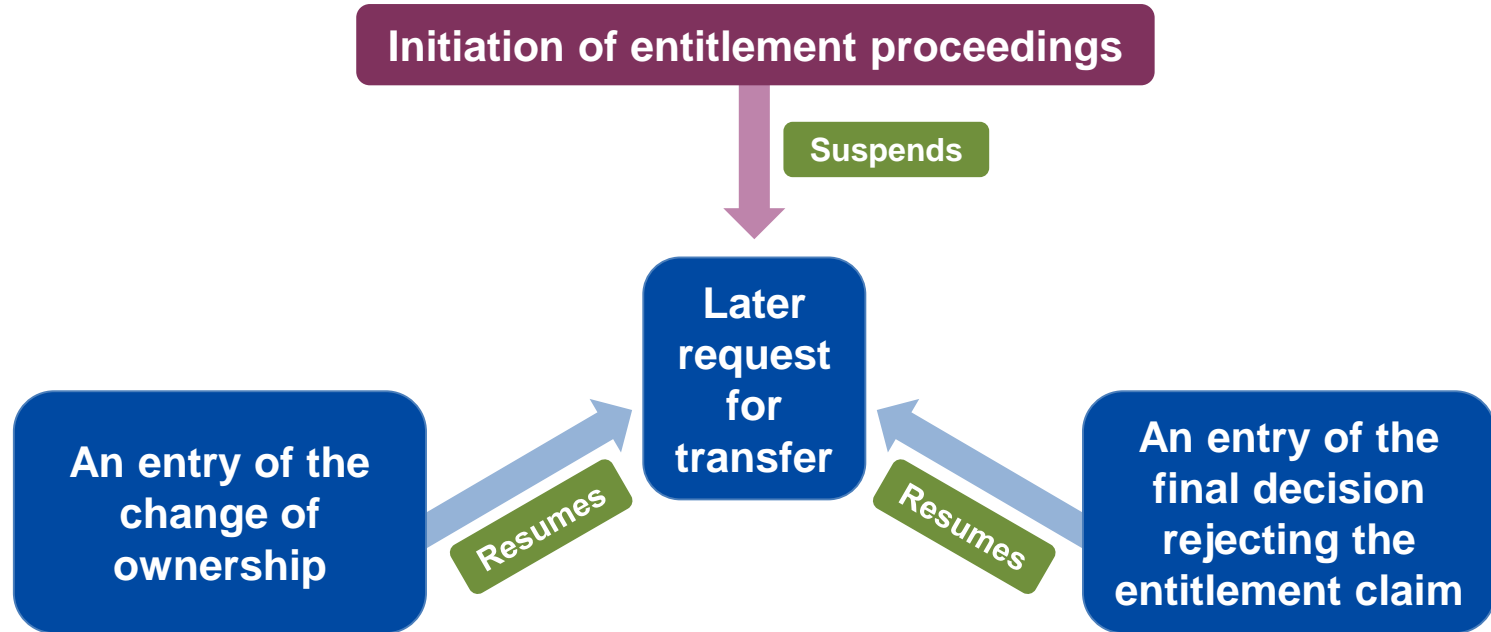 Initiation of entitlement proceedings
Suspends
Later
request
for
transfer
An entry of the
change of
ownership
Resumes
Resumes
An entry of the
final decision
rejecting the
entitlement claim